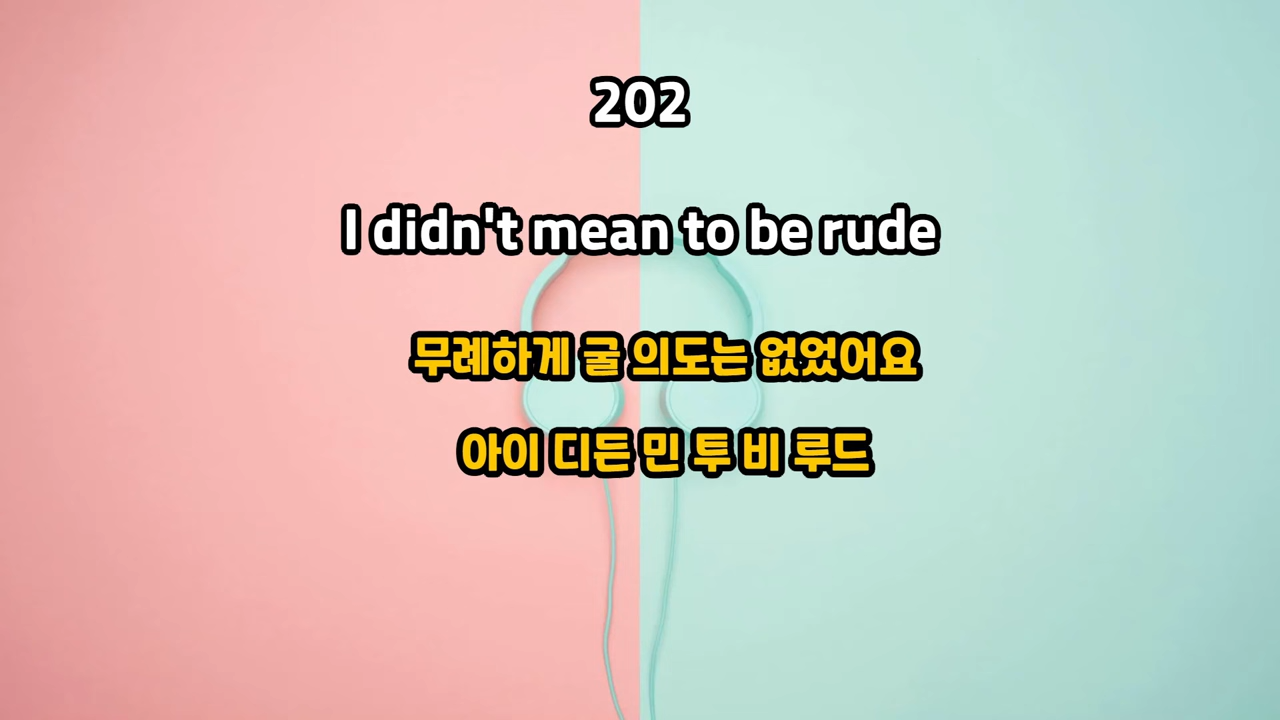 202
I didn't mean to be rude
무례하게 굴 의도는 없었어요
아이 디든 민 투 비 루드